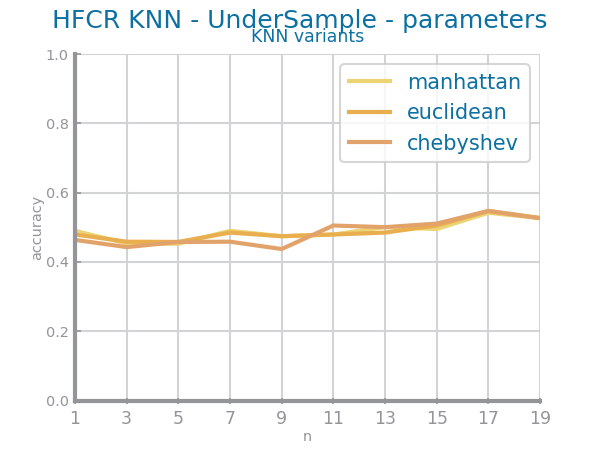 HFCR KNN - UnderSample - parameters
KNN variants
manhattan
euclidean
chebyshev
accuracy
1.0
0.8
0.6
0.4
0.2
0.0
1 3 5 7 9 11 13 15 17 19
n